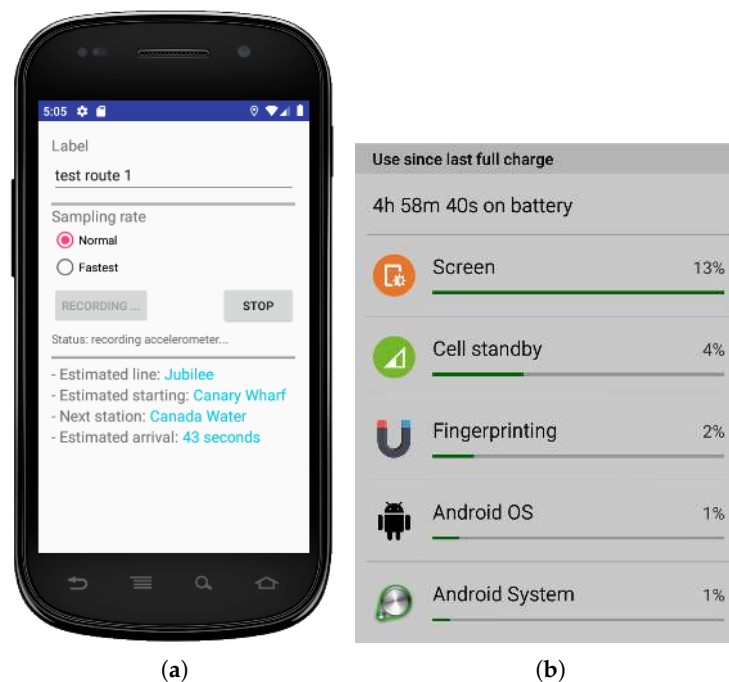 5:05
Label
test route 1
Sampling rate
Normal
Fastest
RECORDING ...
STOP
Status: recording accelerometer...
- Estimated line: Jubilee
- Estimated starting: Canary Wharf
- Next station: Canada Water
- Estimated arrival: 43 seconds
(a)
Use since last full charge
4h 58m 40s on battery
Screen 13%
Cell standby 4%
Fingerprinting 2%
Android OS 1%
Android System 1%
(b)